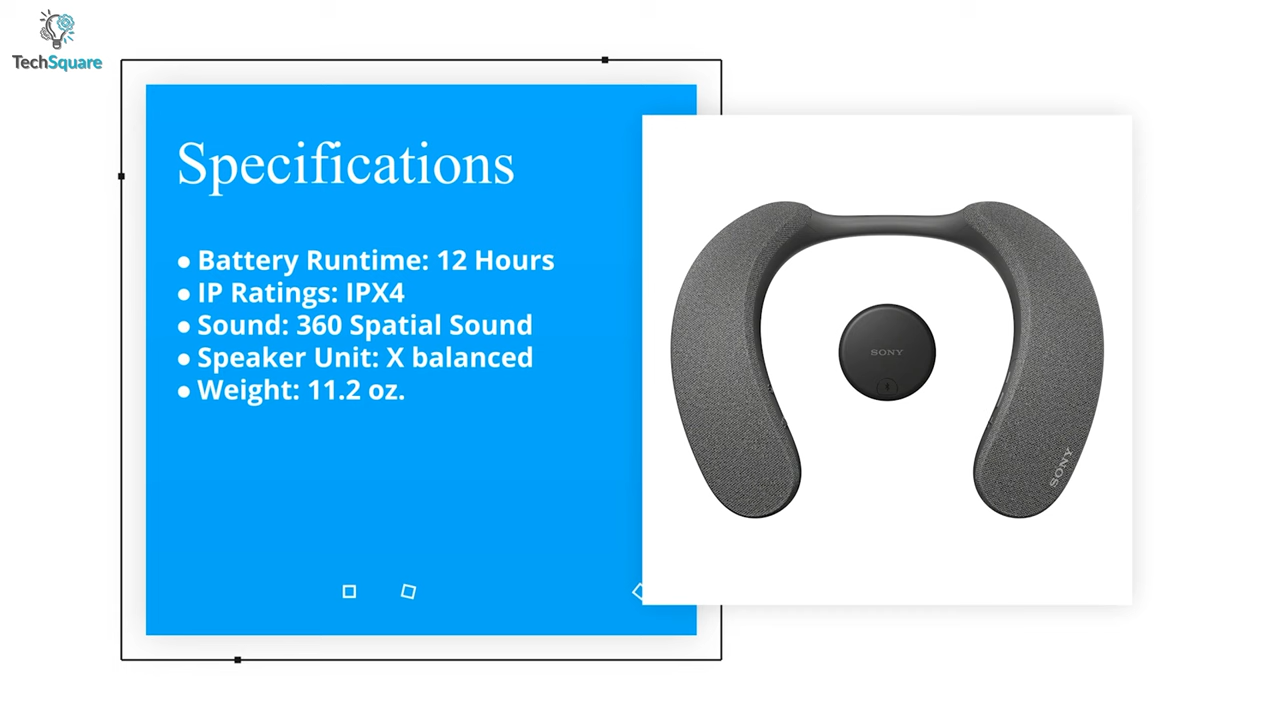 TechSquare
Specifications
● Battery Runtime: 12 Hours
● IP Ratings: IPX4
● Sound: 360 Spatial Sound
● Speaker Unit: X balanced
● Weight: 11.2 oz.
SONY
SONY